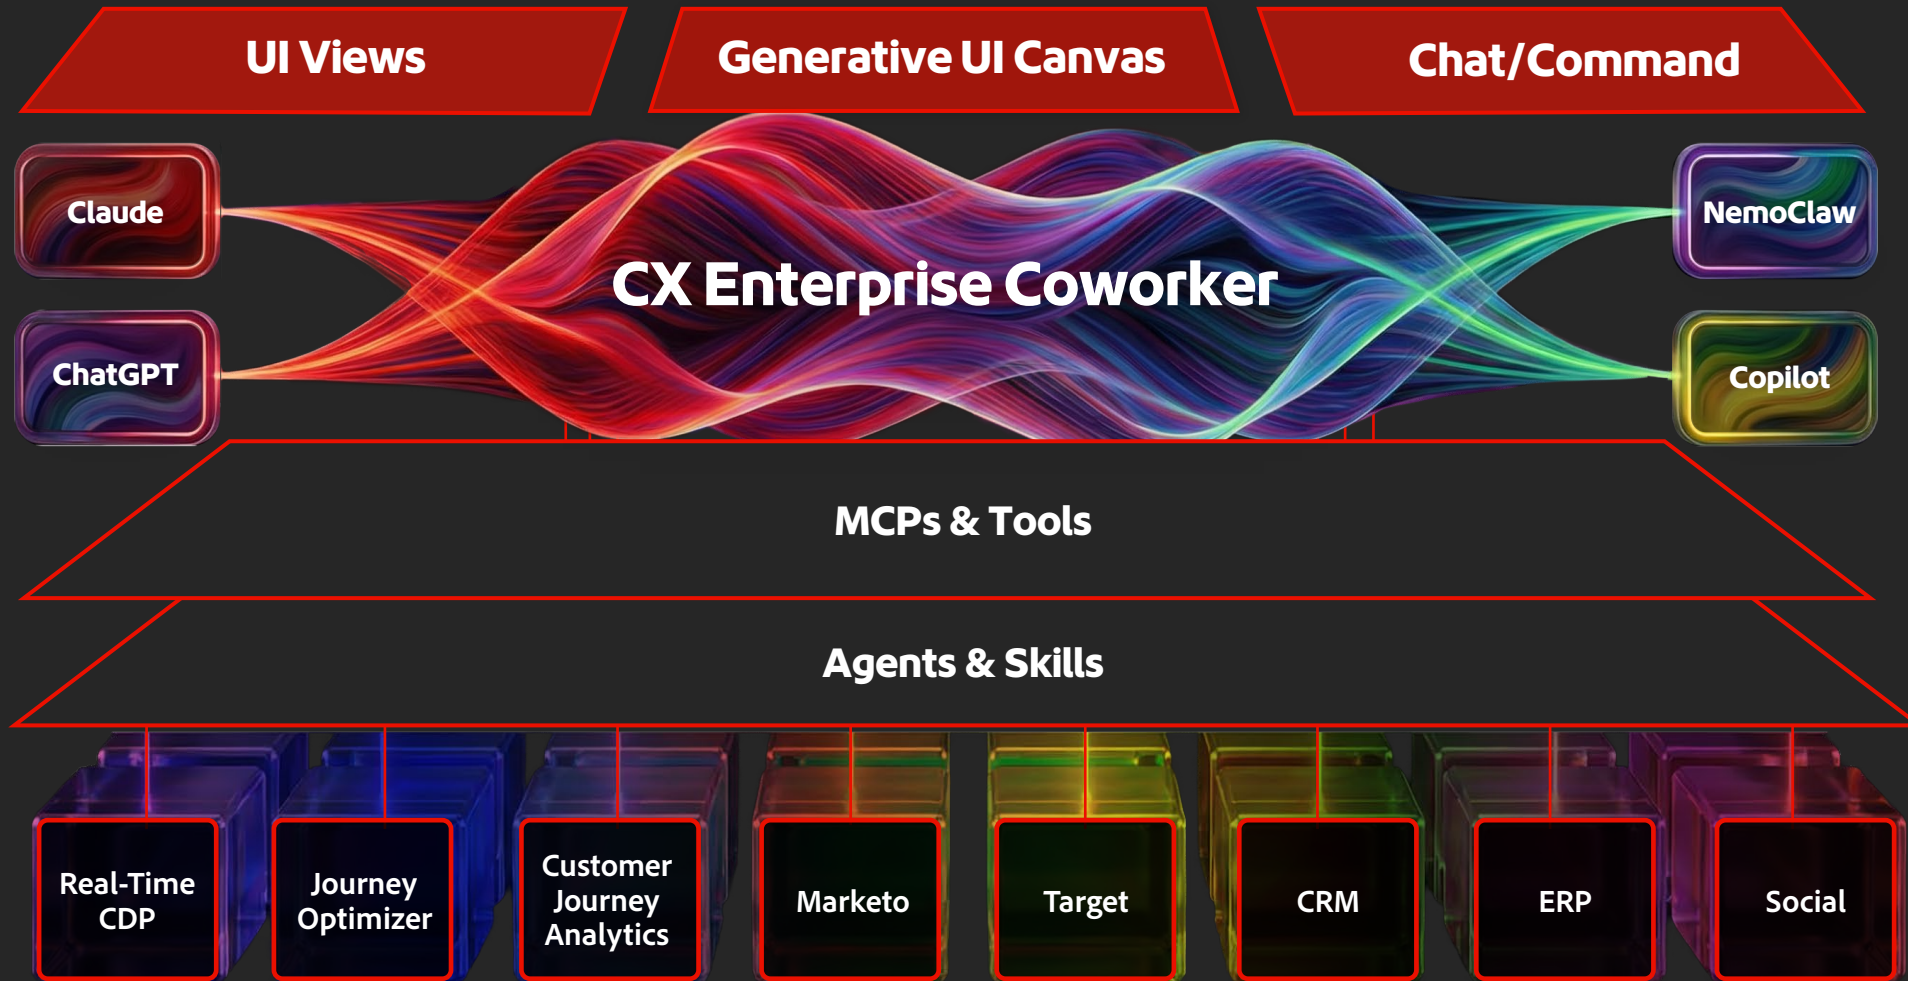 UI Views
Generative UI Canvas
Chat/Command
Claude
NemoClaw
CX Enterprise Coworker
ChatGPT
Copilot
MCPs & Tools
Agents & Skills
Real-Time
CDP
Journey
Optimizer
Customer
Journey
Analytics
Marketo
Target
CRM
ERP
Social